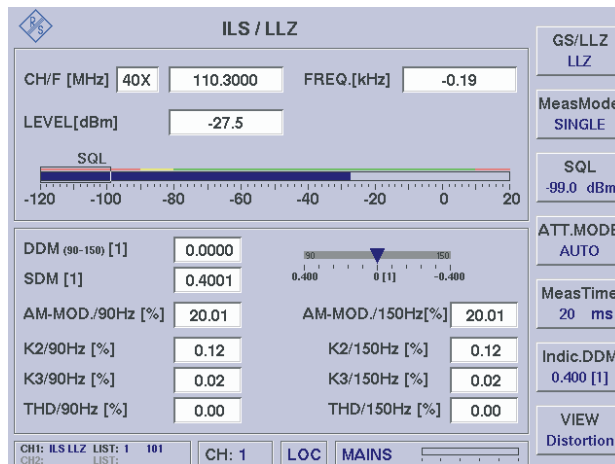 R S
ILS / LLZ
GS/LLZ
LLZ
CH/F [MHz] 40X 110.3000 FREQ.[kHz] -0.19
MeasMode
SINGLE
LEVEL[dBm] -27.5
SQL
SQL
-99.0 dBm
-120 -100 -80 -60 -40 -20 0 20
ATT.MODE
AUTO
DDM (90-150) [1] 0.0000
90 150
0.400 0 [1] -0.400
SDM [1] 0.4001
MeasTime
20 ms
AM-MOD./90Hz [%] 20.01 AM-MOD./150Hz[%] 20.01
K2/90Hz [%] 0.12 K2/150Hz [%] 0.12
Indic.DDM
0.400 [1]
K3/90Hz [%] 0.02 K3/150Hz [%] 0.02
THD/90Hz [%] 0.00 THD/150Hz [%] 0.00
VIEW
Distortion
CH1: ILS LLZ LIST: 1 101
CH2: LIST:
CH: 1 LOC MAINS